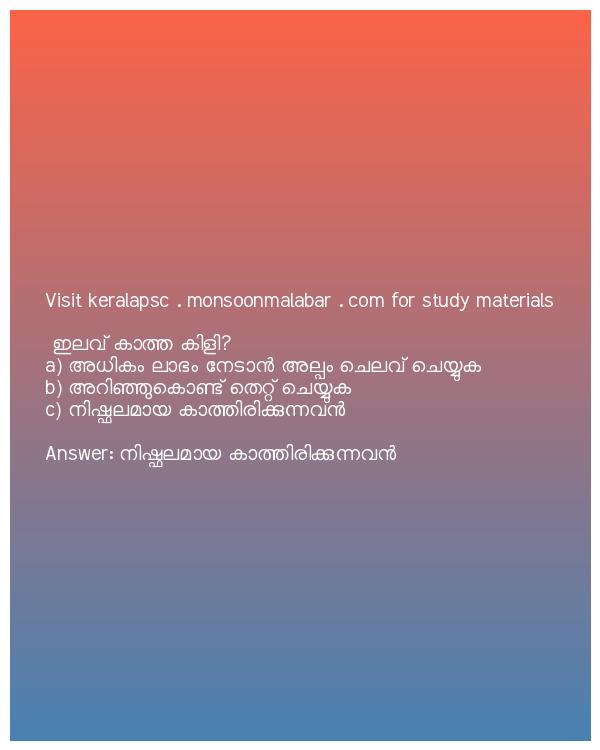 Visit keralapsc . monsoonmalabar . com for study materials
ഇലവ് കാത്ത കിളി?
a) അധികം ലാഭം നേടാൻ അല്പം ചെലവ് ചെയ്യുക
b) അറിഞ്ഞുകൊണ്ട് തെറ്റ് ചെയ്യുക
c) നിഷ്ഫലമായ കാത്തിരിക്കുന്നവൻ
Answer: നിഷ്ഫലമായ കാത്തിരിക്കുന്നവൻ